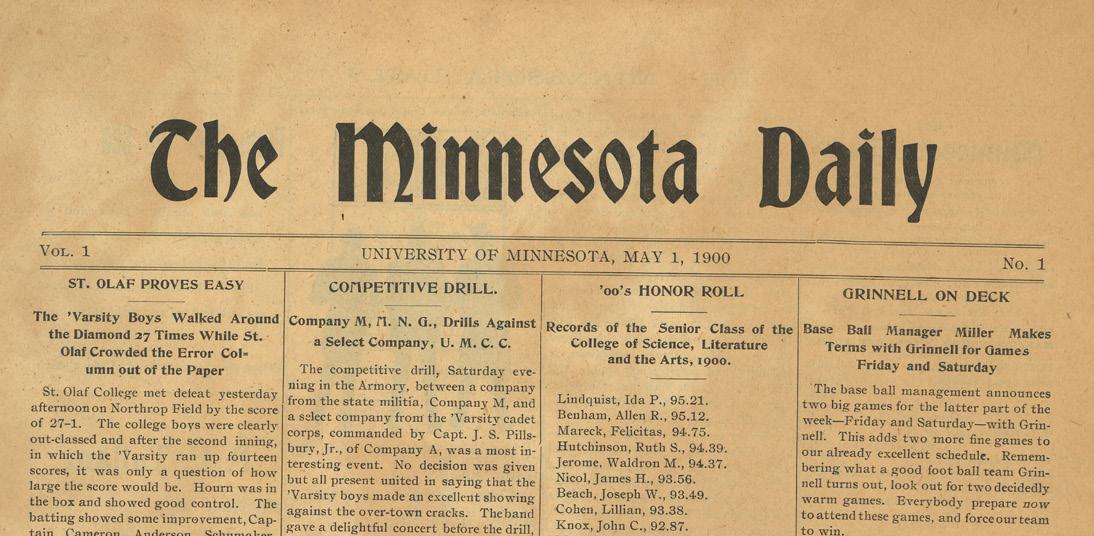 The Minnesota Daily
VOL. 1
UNIVERSITY OF MINNESOTA, MAY 1, 1900
No. 1
ST. OLAF PROVES EASY
The 'Varsity Boys Walked Around
the Diamond 27 Times While St.
Olaf Crowded the Error Col-
umn out of the Paper
St. Olaf College met defeat yesterday
afternoon on Northrop Field by the score
of 27–1. The college boys were clearly
out-classed and after the second inning,
in which the 'Varsity ran up fourteen
scores, it was only a question of how
large the score would be. Hourn was in
the box and showed good control. The
batting showed some improvement, Cap-
tain Cameron, Anderson, Schumaker,
COMPETITIVE DRILL.
Company M, M. N. G., Drills Against
a Select Company, U. M. C. C.
The competitive drill, Saturday eve-
ning in the Armory, between a company
from the state militia, Company M, and
a select company from the 'Varsity cadet
corps, commanded by Capt. J. S. Pills-
bury, Jr., of Company A, was a most in-
teresting event. No decision was given
but all present united in saying that the
'Varsity boys made an excellent showing
against the over-town cracks. The band
gave a delightful concert before the drill,
'00's HONOR ROLL
Records of the Senior Class of the
College of Science, Literature
and the Arts, 1900.
Lindquist, Ida P., 95.21.
Benham, Allen R., 95.12.
Mareck, Felicitas, 94.75.
Hutchinson, Ruth S., 94.39.
Jerome, Waldron M., 94.37.
Nicol, James H., 93.56.
Beach, Joseph W., 93.49.
Cohen, Lillian, 93.38.
Knox, John C., 92.87.
GRINNELL ON DECK
Base Ball Manager Miller Makes
Terms with Grinnell for Games
Friday and Saturday
The base ball management announces
two big games for the latter part of the
week—Friday and Saturday—with Grin-
nell. This adds two more fine games to
our already excellent schedule. Remem-
bering what a good foot ball team Grin-
nell turns out, look out for two decidedly
warm games. Everybody prepare now
to attend these games, and force our team
to win.